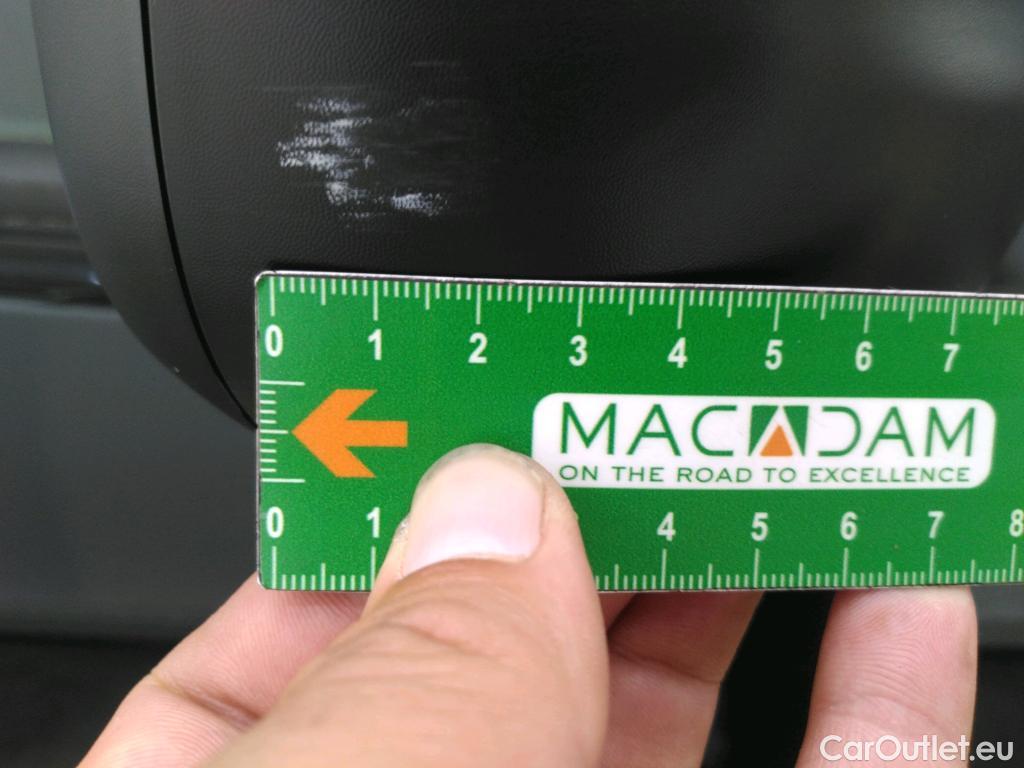 0 1 2 3 4 5 6 7
MACADAM
ON THE ROAD TO EXCELLENCE
0 1 4 5 6 7 8
CarOutlet.eu